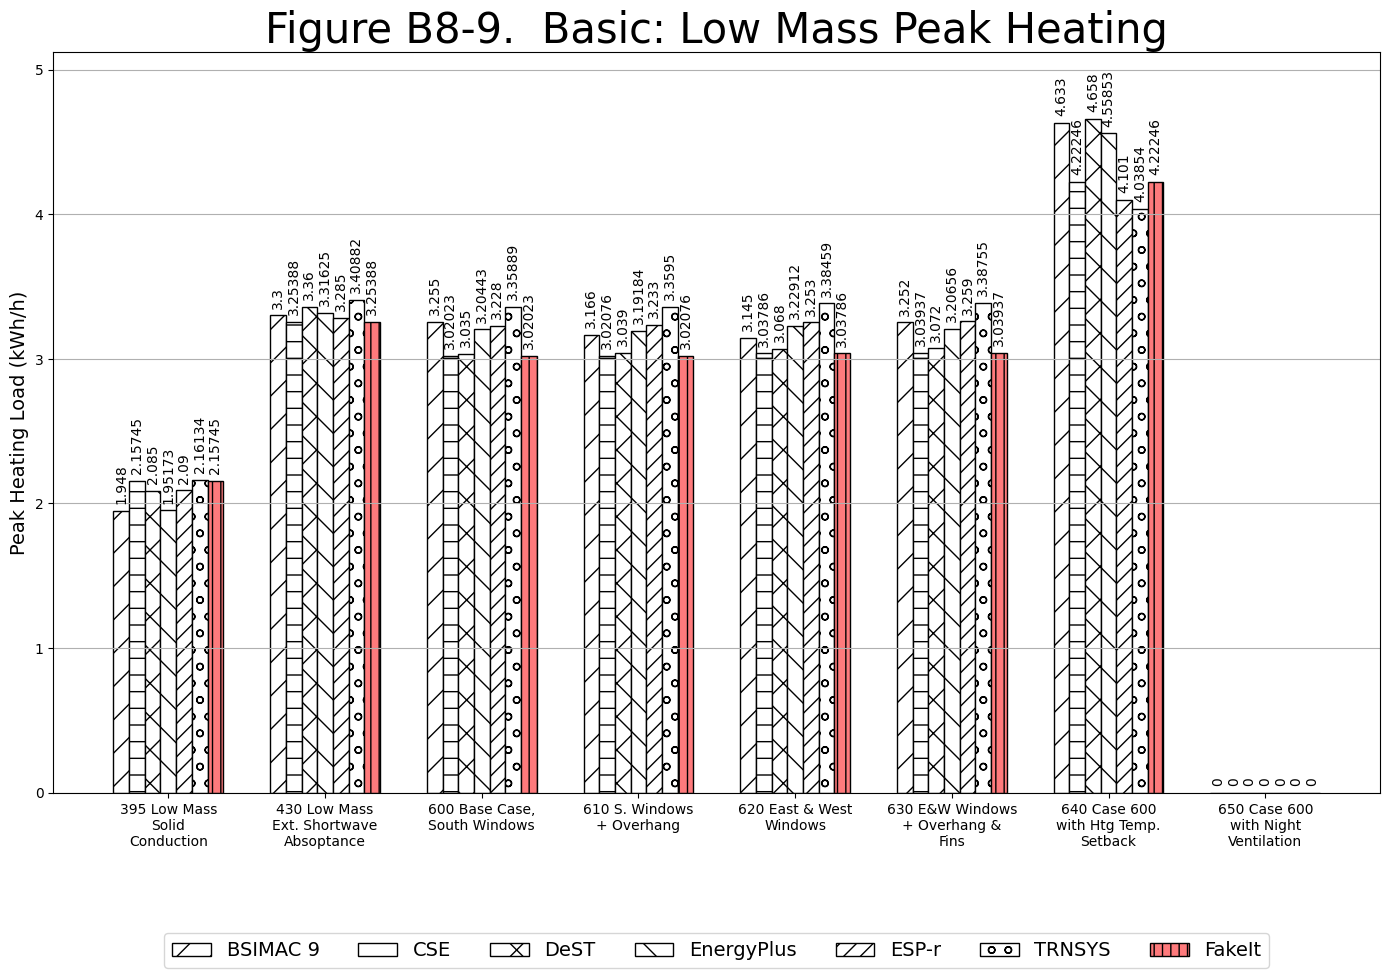 Figure B8-9.  Basic: Low Mass Peak Heating
Peak Heating Load (kWh/h)
5
4
3
2
1
0
1.948
2.15745
2.085
1.95173
2.09
2.16134
2.15745
3.3
3.25388
3.36
3.31625
3.285
3.40882
3.25388
3.255
3.02023
3.035
3.20443
3.228
3.35889
3.02023
3.166
3.02076
3.039
3.19184
3.233
3.3595
3.02076
3.145
3.03786
3.068
3.22912
3.253
3.38459
3.03786
3.252
3.03937
3.072
3.20656
3.259
3.38755
3.03937
4.633
4.22246
4.658
4.55853
4.101
4.03854
4.22246
0
0
0
0
0
0
0
395 Low Mass
Solid
Conduction
430 Low Mass
Ext. Shortwave
Absoptance
600 Base Case,
South Windows
610 S. Windows
+ Overhang
620 East & West
Windows
630 E&W Windows
+ Overhang &
Fins
640 Case 600
with Htg Temp.
Setback
650 Case 600
with Night
Ventilation
BSIMAC 9
CSE
DeST
EnergyPlus
ESP-r
TRNSYS
FakeIt